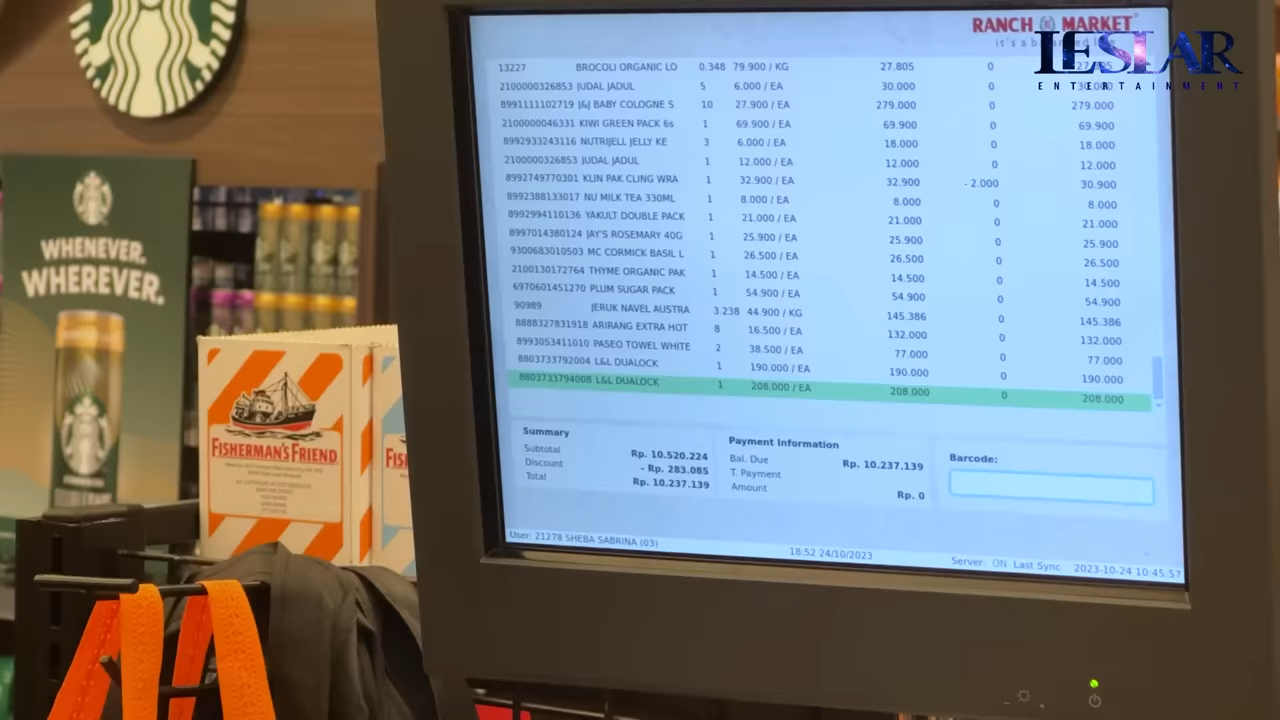 RANCH MARKET
it's a
LESLAR
ENTERTAINMENT
13227 BROCOLI ORGANIC LO 0.348 79.900 / KG 27.805 0
2100000326853 JUDAL JADUL 5 6.000 / EA 30.000 0 30.000
8991111102719 J&J BABY COLOGNE S 10 27.900 / EA 279.000 0 279.000
2100000046331 KIWI GREEN PACK 6s 1 69.900 / EA 69.900 0 69.900
8992933243116 NUTRIJELL JELLY KE 3 6.000 / EA 18.000 0 18.000
2100000326853 JUDAL JADUL 1 12.000 / EA 12.000 0 12.000
8992749770301 KLIN PAK CLING WRA 1 32.900 / EA 32.900 - 2.000 30.900
8992388133017 NU MILK TEA 330ML 1 8.000 / EA 8.000 0 8.000
8992994110136 YAKULT DOUBLE PACK 1 21.000 / EA 21.000 0 21.000
8997014380124 JAY'S ROSEMARY 40G 1 25.900 / EA 25.900 0 25.900
9300683010503 MC CORMICK BASIL L 1 26.500 / EA 26.500 0 26.500
2100130172764 THYME ORGANIC PAK 1 14.500 / EA 14.500 0 14.500
6970601451270 PLUM SUGAR PACK 1 54.900 / EA 54.900 0 54.900
90989 JERUK NAVEL AUSTRA 3.238 44.900 / KG 145.386 0 145.386
8888327831918 ARIRANG EXTRA HOT 8 16.500 / EA 132.000 0 132.000
8993053411010 PASEO TOWEL WHITE 2 38.500 / EA 77.000 0 77.000
8803733792004 L&L DUALOCK 1 190.000 / EA 190.000 0 190.000
8803733794008 L&L DUALOCK 1 208.000 / EA 208.000 0 208.000
Summary
Subtotal Rp. 10.520.224
Discount - Rp. 283.085
Total Rp. 10.237.139
Payment Information
Bal. Due Rp. 10.237.139
T. Payment
Amount Rp. 0
Barcode:
User: 21278 SHEBA SABRINA (03) 18:52 24/10/2023 Server: ON Last Sync 2023-10-24 10:45:57
WHENEVER.
WHEREVER.
FISHERMAN'S FRIEND
FIS